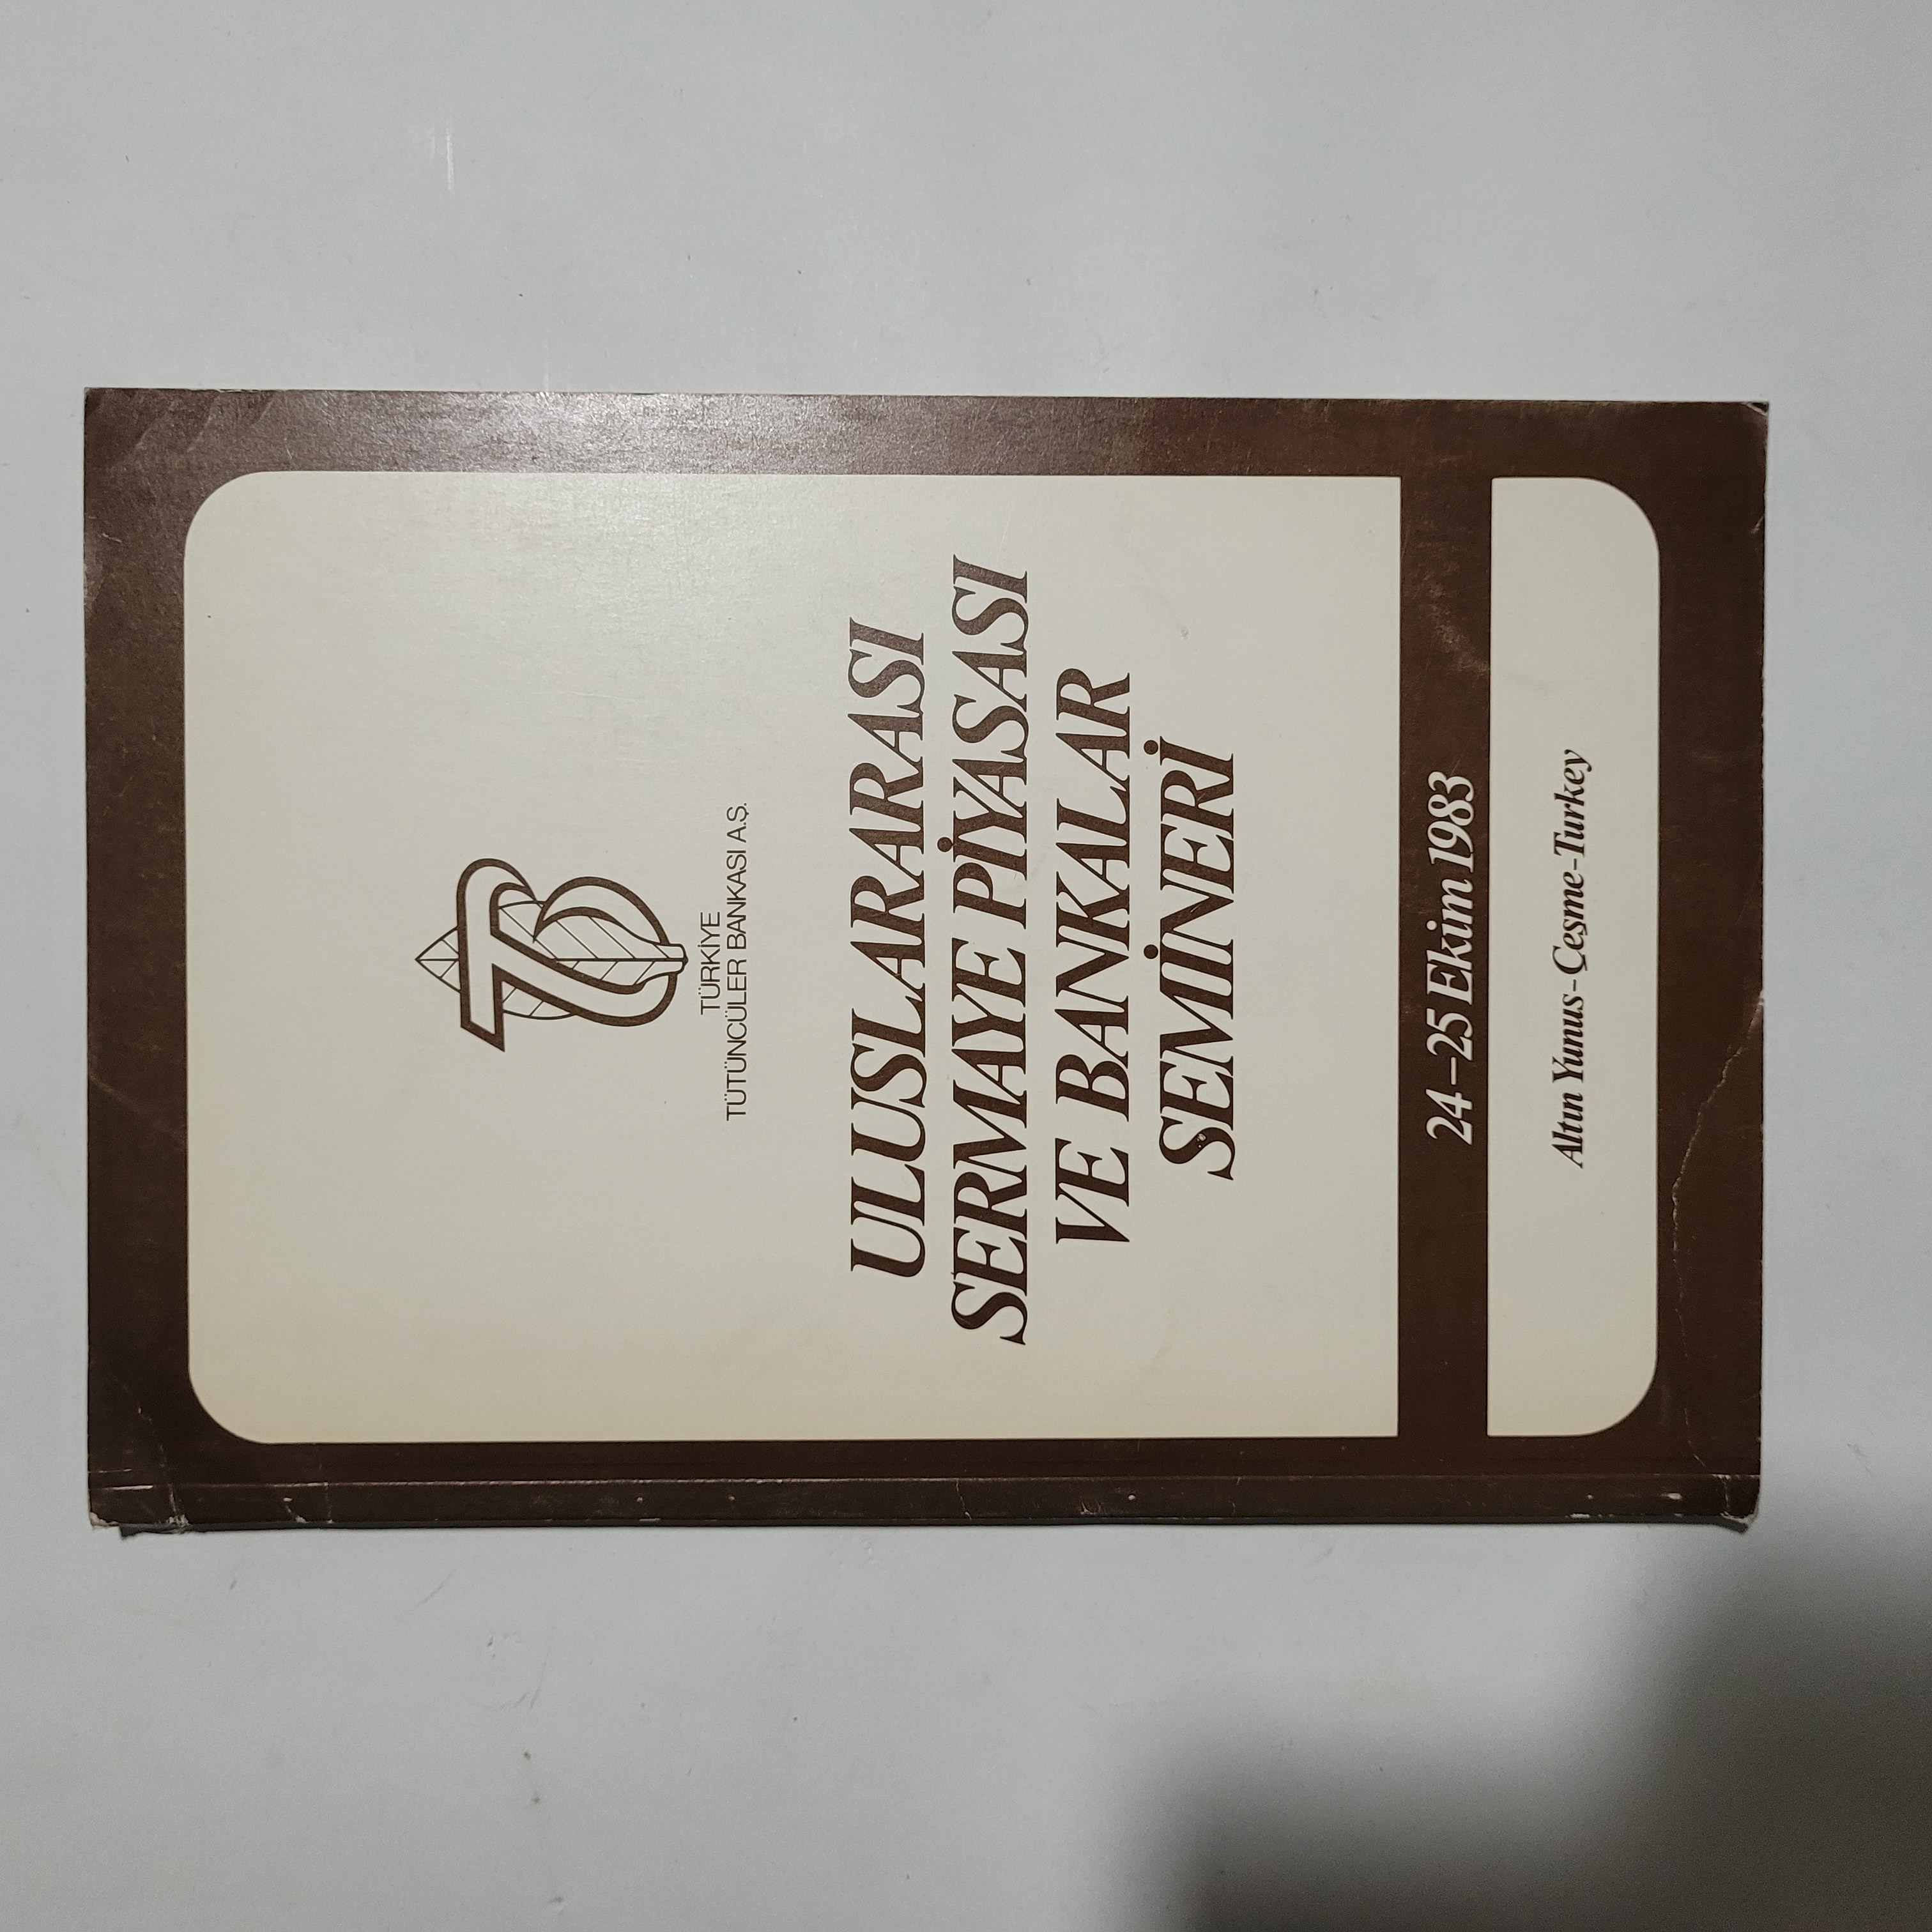 TÜRKİYE
TÜTÜNCÜLER BANKASI A.Ş.
ULUSLARARASI
SERMAYE PİYASASI
VE BANKALAR
SEMİNERİ
24-25 Ekim 1983
Altın Yunus-Çeşme-Turkey